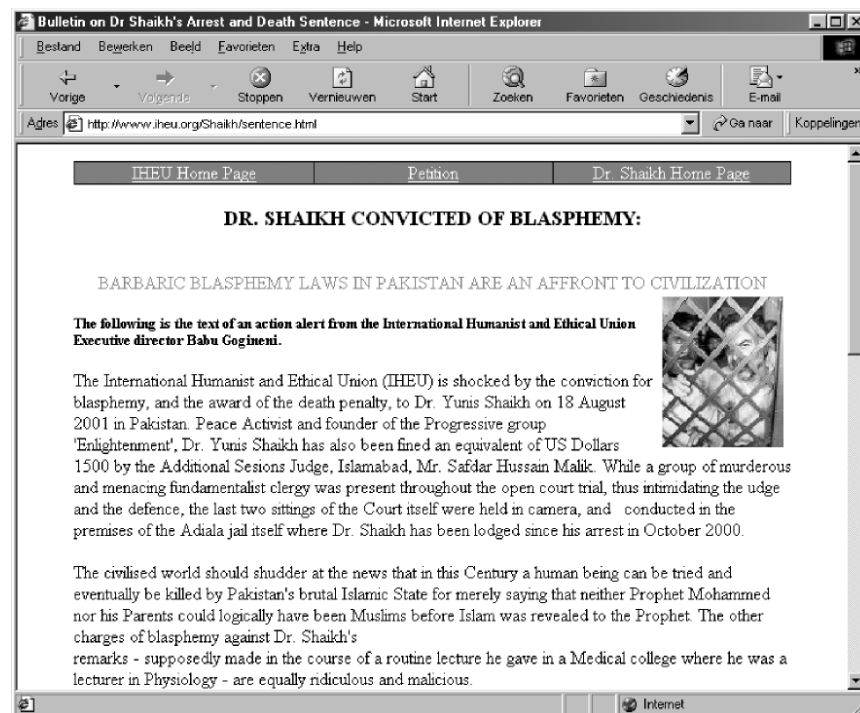 Bulletin on Dr Shaikh's Arrest and Death Sentence - Microsoft Internet Explorer
Bestand Bewerken Beeld Favorieten Extra Help
Vorige Volgende Stoppen Vernieuwen Start Zoeken Favorieten Geschiedenis E-mail »
Adres http://www.iheu.org/Shaikh/sentence.html Ga naar Koppelingen
IHEU Home Page Petition Dr. Shaikh Home Page
DR. SHAIKH CONVICTED OF BLASPHEMY:
BARBARIC BLASPHEMY LAWS IN PAKISTAN ARE AN AFFRONT TO CIVILIZATION
The following is the text of an action alert from the International Humanist and Ethical Union
Executive director Babu Gogineni.
The International Humanist and Ethical Union (IHEU) is shocked by the conviction for
blasphemy, and the award of the death penalty, to Dr. Yunis Shaikh on 18 August
2001 in Pakistan. Peace Activist and founder of the Progressive group
'Enlightenment', Dr. Yunis Shaikh has also been fined an equivalent of US Dollars
1500 by the Additional Sesions Judge, Islamabad, Mr. Safdar Hussain Malik. While a group of murderous
and menacing fundamentalist clergy was present throughout the open court trial, thus intimidating the udge
and the defence, the last two sittings of the Court itself were held in camera, and conducted in the
premises of the Adiala jail itself where Dr. Shaikh has been lodged since his arrest in October 2000.
The civilised world should shudder at the news that in this Century a human being can be tried and
eventually be killed by Pakistan's brutal Islamic State for merely saying that neither Prophet Mohammed
nor his Parents could logically have been Muslims before Islam was revealed to the Prophet. The other
charges of blasphemy against Dr. Shaikh's
remarks - supposedly made in the course of a routine lecture he gave in a Medical college where he was a
lecturer in Physiology - are equally ridiculous and malicious.
Internet